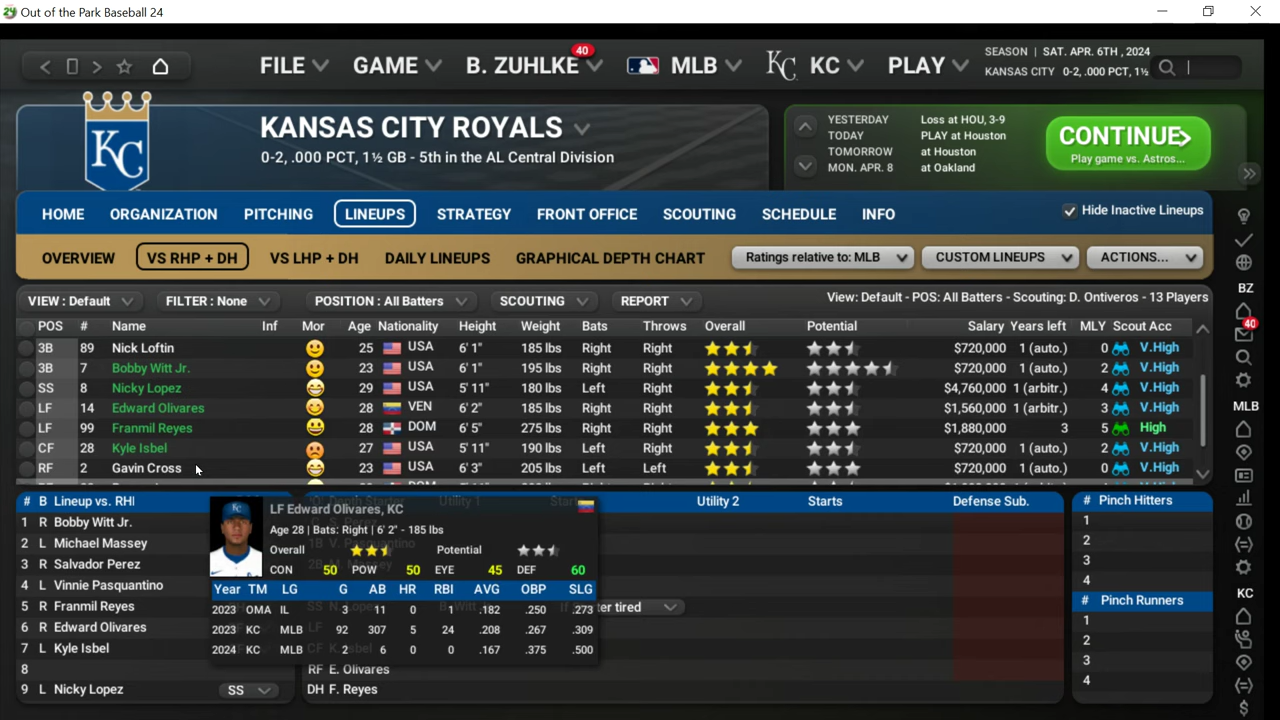 Out of the Park Baseball 24
FILE GAME B. ZUHLKE 40 MLB KC KC PLAY
SEASON | SAT. APR. 6TH , 2024
KANSAS CITY 0-2, .000 PCT, 1½
KC
KANSAS CITY ROYALS
0-2, .000 PCT, 1½ GB - 5th in the AL Central Division
YESTERDAY Loss at HOU, 3-9
TODAY PLAY at Houston
TOMORROW at Houston
MON. APR. 8 at Oakland
CONTINUE
Play game vs. Astros...
HOME ORGANIZATION PITCHING LINEUPS STRATEGY FRONT OFFICE SCOUTING SCHEDULE INFO Hide Inactive Lineups
OVERVIEW VS RHP + DH VS LHP + DH DAILY LINEUPS GRAPHICAL DEPTH CHART Ratings relative to: MLB CUSTOM LINEUPS ACTIONS...
VIEW : Default FILTER : None POSITION : All Batters SCOUTING REPORT View: Default - POS: All Batters - Scouting: D. Ontiveros - 13 Players
POS # Name Inf Mor Age Nationality Height Weight Bats Throws Overall Potential Salary Years left MLY Scout Acc
3B 89 Nick Loftin 25 USA 6' 1" 185 lbs Right Right $720,000 1 (auto.) 0 V.High
3B 7 Bobby Witt Jr. 23 USA 6' 1" 195 lbs Right Right $720,000 1 (auto.) 2 V.High
SS 8 Nicky Lopez 29 USA 5' 11" 180 lbs Left Right $4,760,000 1 (arbitr.) 4 V.High
LF 14 Edward Olivares 28 VEN 6' 2" 185 lbs Right Right $1,560,000 1 (arbitr.) 3 V.High
LF 99 Franmil Reyes 28 DOM 6' 5" 275 lbs Right Right $1,880,000 3 5 High
CF 28 Kyle Isbel 27 USA 5' 11" 190 lbs Left Right $720,000 1 (auto.) 2 V.High
RF 2 Gavin Cross 23 USA 6' 3" 205 lbs Left Left $720,000 1 (auto.) 0 V.High
# B Lineup vs. RHI
1 R Bobby Witt Jr.
2 L Michael Massey
3 R Salvador Perez
4 L Vinnie Pasquantino
5 R Franmil Reyes
6 R Edward Olivares
7 L Kyle Isbel
8
9 L Nicky Lopez SS
LF Edward Olivares, KC
Age 28 | Bats: Right | 6' 2" - 185 lbs
Overall Potential
CON 50 POW 50 EYE 45 DEF 60
Year TM LG G AB HR RBI AVG OBP SLG
2023 OMA IL 3 11 0 1 .182 .250 .273
2023 KC MLB 92 307 5 24 .208 .267 .309
2024 KC MLB 2 6 0 0 .167 .375 .500
Utility 2 Starts Defense Sub.
RF E. Olivares
DH F. Reyes
# Pinch Hitters
1
2
3
4
# Pinch Runners
1
2
3
4
BZ
40
MLB
KC